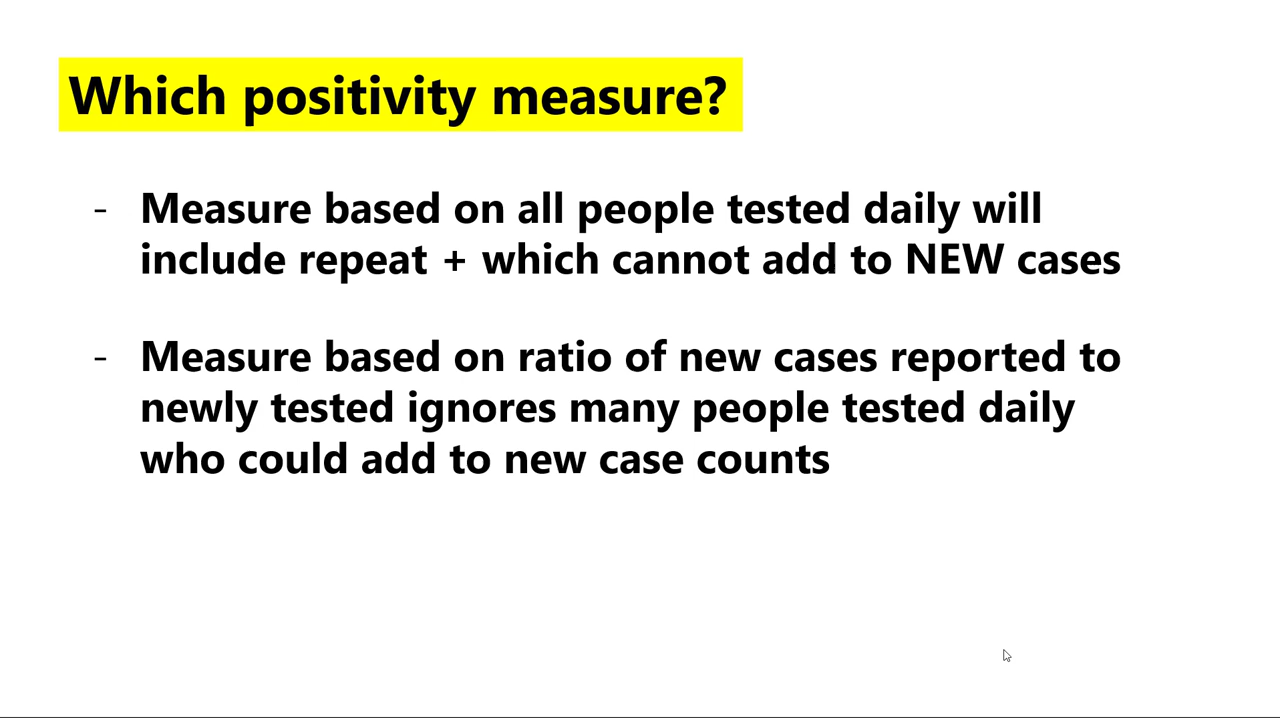 Which positivity measure?
- Measure based on all people tested daily will
include repeat + which cannot add to NEW cases
- Measure based on ratio of new cases reported to
newly tested ignores many people tested daily
who could add to new case counts